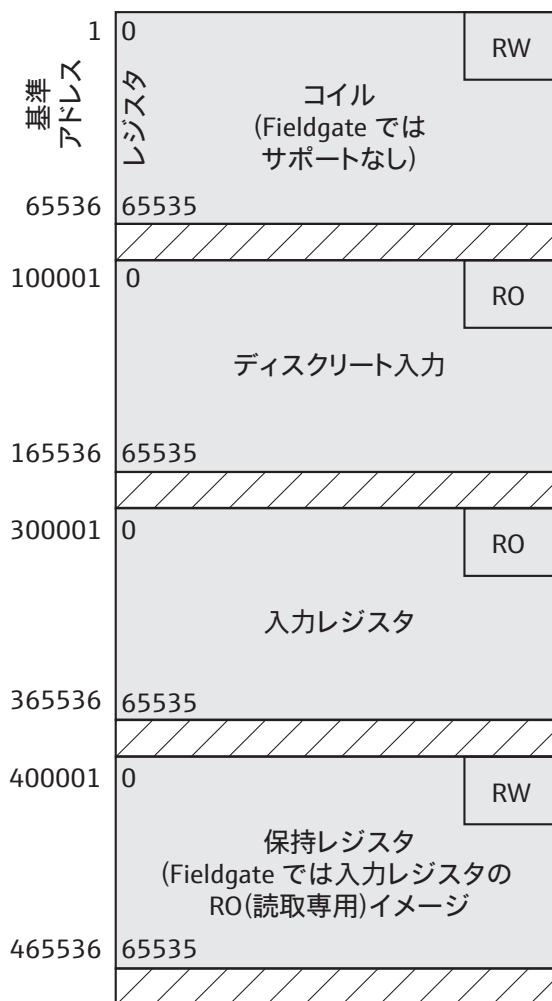 1 0 RW
基準
アドレス
レジスタ
コイル
(Fieldgate では
サポートなし)
65536 65535
100001 0 RO
ディスクリート入力
165536 65535
300001 0 RO
入力レジスタ
365536 65535
400001 0 RW
保持レジスタ
(Fieldgate では入力レジスタの
RO(読取専用)イメージ
465536 65535